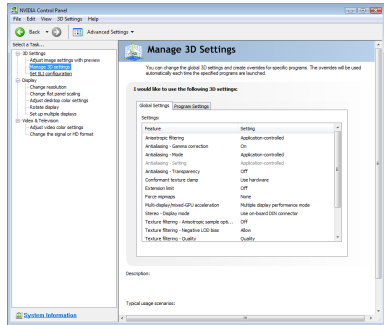 NVIDIA Control Panel
File Edit View 3D Settings Help
Back Advanced Settings
Select a Task...
3D Settings
Adjust image settings with preview
Manage 3D settings
Set SLI configuration
Display
Change resolution
Change flat panel scaling
Adjust desktop color settings
Rotate display
Set up multiple displays
Video & Television
Adjust video color settings
Change the signal or HD format
System Information
Manage 3D Settings
You can change the global 3D settings and create overrides for specific programs. The overrides will be used
automatically each time the specified programs are launched.
I would like to use the following 3D settings:
Global Settings Program Settings
Settings:
Feature Setting
Anisotropic filtering Application-controlled
Antialiasing - Gamma correction On
Antialiasing - Mode Application-controlled
Antialiasing - Setting Application-controlled
Antialiasing - Transparency Off
Conformant texture clamp Use hardware
Extension limit Off
Force mipmaps None
Multi-display/mixed-GPU acceleration Multiple display performance mode
Stereo - Display mode Use on-board DIN connector
Texture filtering - Anisotropic sample opti... Off
Texture filtering - Negative LOD bias Allow
Texture filtering - Quality Quality
Description:
Typical usage scenarios: